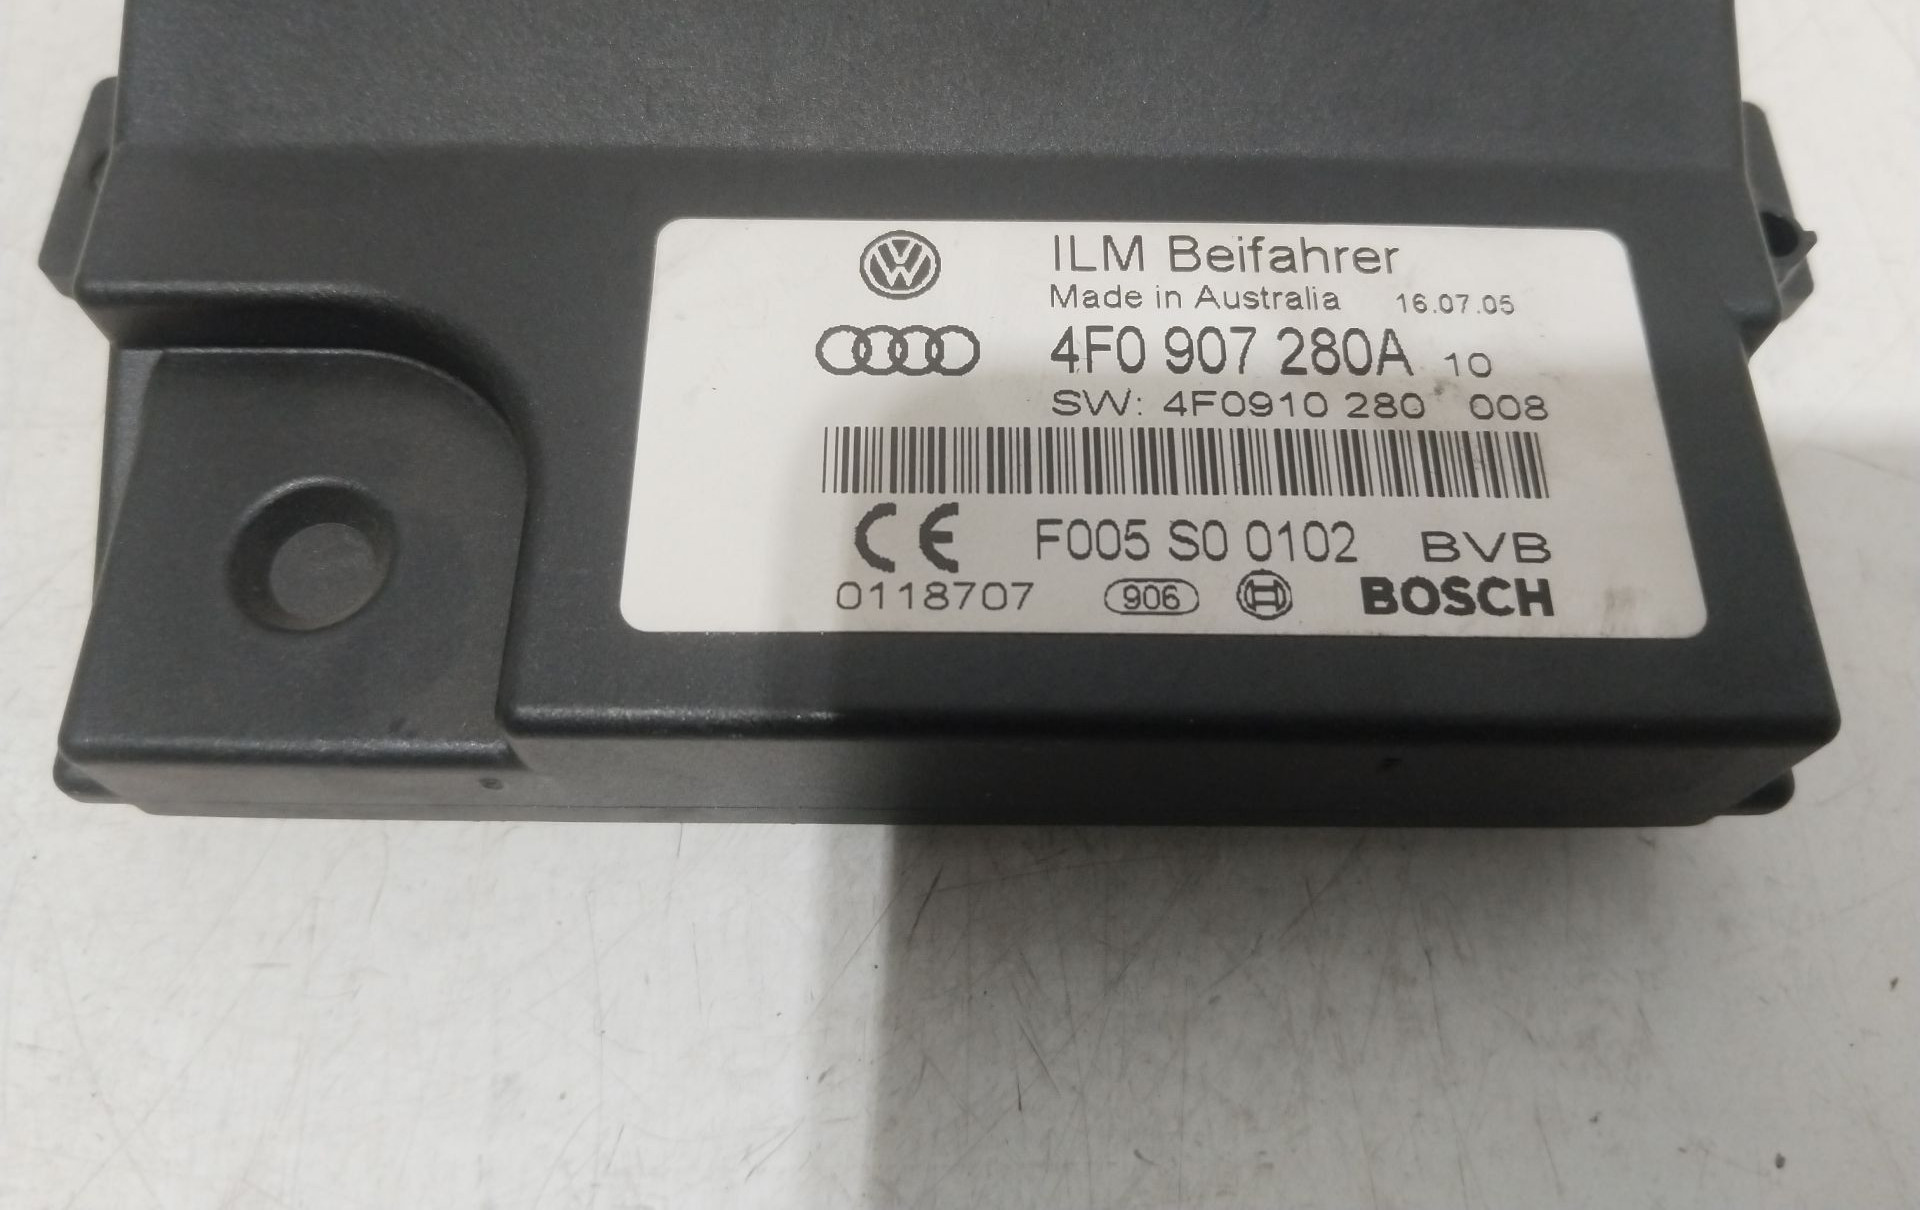 ILM Beifahrer
Made in Australia 16.07.05
4F0 907 280A 10
SW: 4F0910 280 008
CE F005 S0 0102 BVB
0118707 906 BOSCH